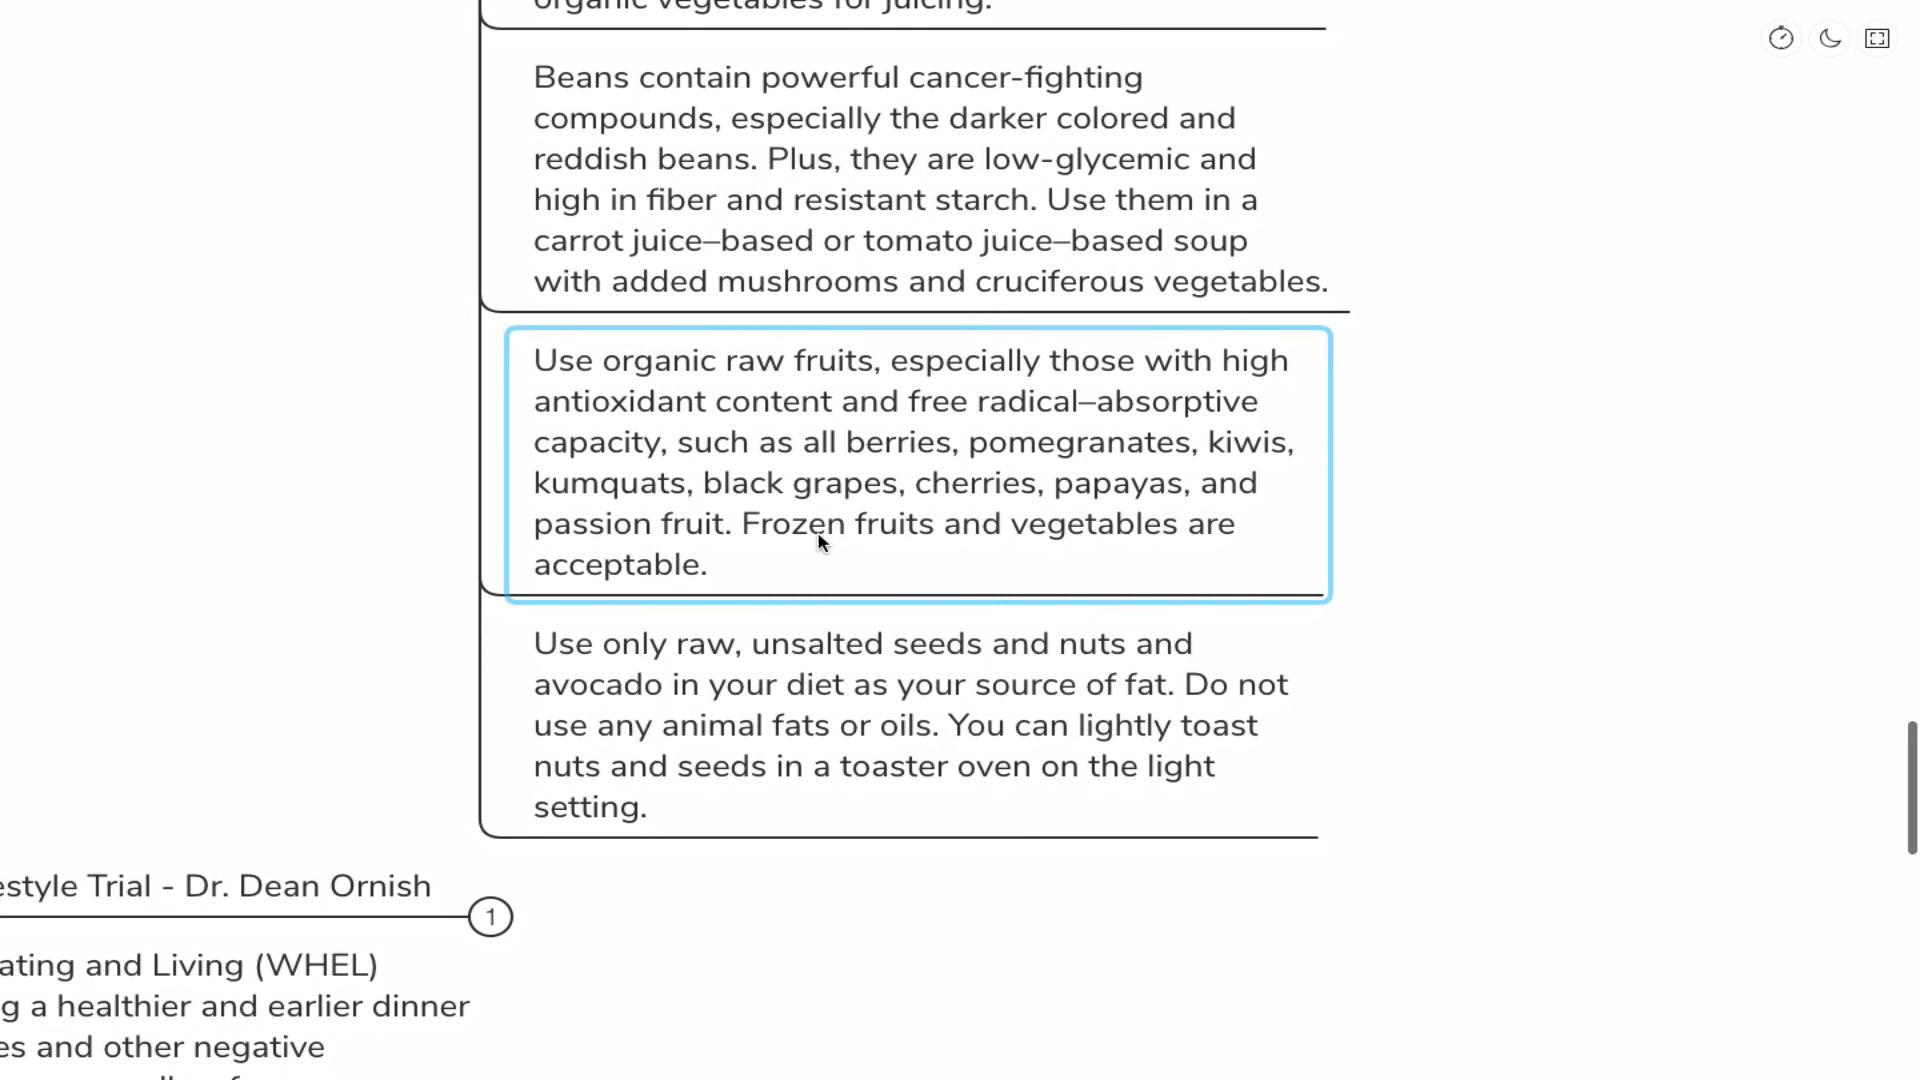 organic vegetables for juicing.
Beans contain powerful cancer-fighting
compounds, especially the darker colored and
reddish beans. Plus, they are low-glycemic and
high in fiber and resistant starch. Use them in a
carrot juice–based or tomato juice–based soup
with added mushrooms and cruciferous vegetables.
Use organic raw fruits, especially those with high
antioxidant content and free radical–absorptive
capacity, such as all berries, pomegranates, kiwis,
kumquats, black grapes, cherries, papayas, and
passion fruit. Frozen fruits and vegetables are
acceptable.
Use only raw, unsalted seeds and nuts and
avocado in your diet as your source of fat. Do not
use any animal fats or oils. You can lightly toast
nuts and seeds in a toaster oven on the light
setting.
estyle Trial - Dr. Dean Ornish
1
ating and Living (WHEL)
g a healthier and earlier dinner
es and other negative